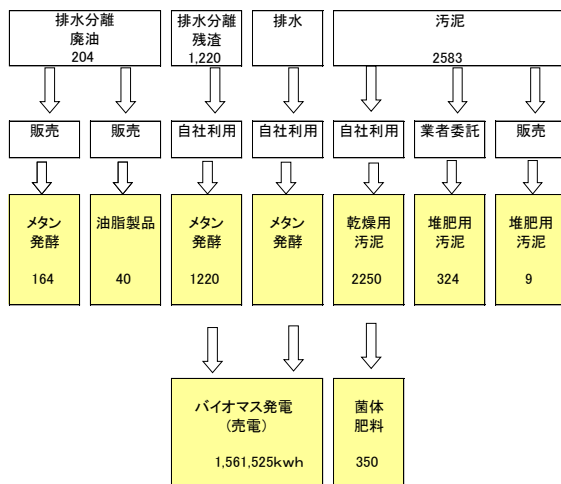 排水分離
廃油
204
排水分離
残渣
1,220
排水
汚泥
2583
販売
販売
自社利用
自社利用
自社利用
業者委託
販売
メタン
発酵
164
油脂製品
40
メタン
発酵
1220
メタン
発酵
乾燥用
汚泥
2250
堆肥用
汚泥
324
堆肥用
汚泥
9
バイオマス発電
(売電)
1,561,525kwh
菌体
肥料
350